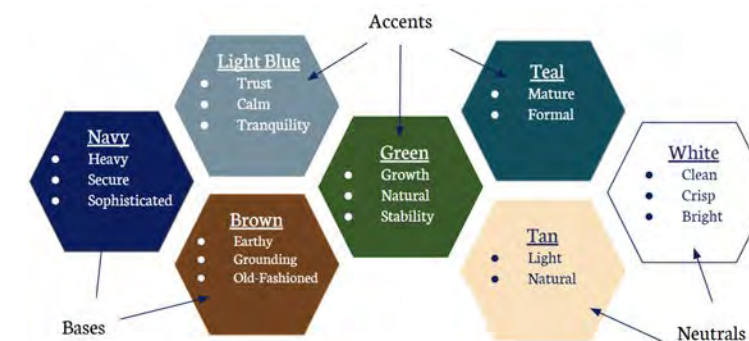 Accents
Light Blue
Trust
Calm
Tranquility
Teal
Mature
Formal
Navy
Heavy
Secure
Sophisticated
Green
Growth
Natural
Stability
White
Clean
Crisp
Bright
Brown
Earthy
Grounding
Old-Fashioned
Tan
Light
Natural
Bases
Neutrals